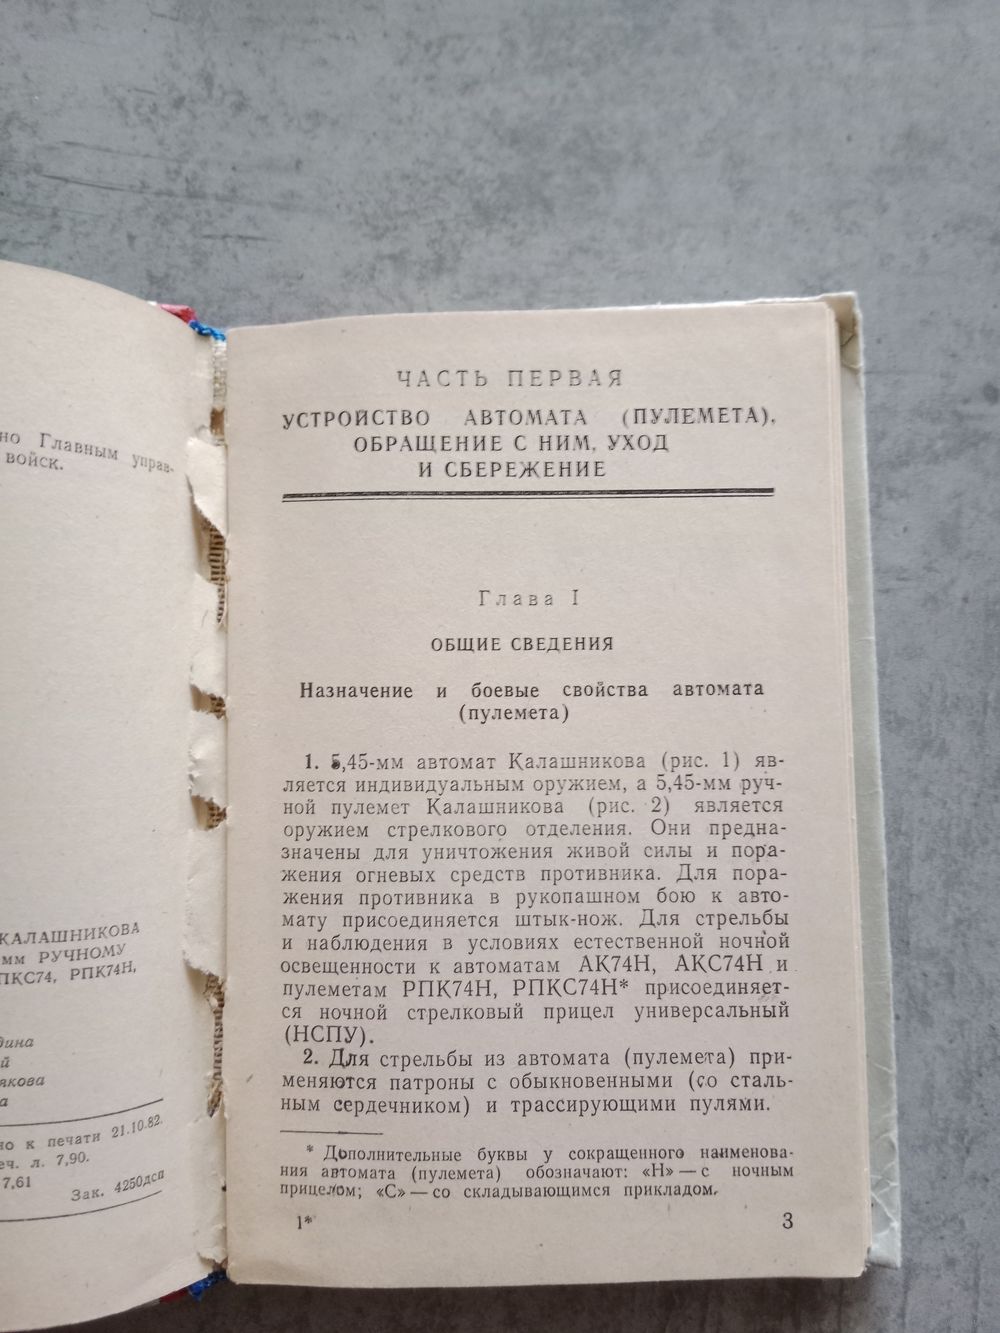 но Главным управ-
войск.
КАЛАШНИКОВА
мм РУЧНОМУ
ПКС74, РПК74Н,
дина
й
якова
а
но к печати 21.10.82.
еч. л. 7,90.
7,61
Зак. 4250дсп
ЧАСТЬ ПЕРВАЯ
УСТРОЙСТВО АВТОМАТА (ПУЛЕМЕТА),
ОБРАЩЕНИЕ С НИМ, УХОД
И СБЕРЕЖЕНИЕ
Глава I
ОБЩИЕ СВЕДЕНИЯ
Назначение и боевые свойства автомата
(пулемета)
1. 5,45-мм автомат Калашникова (рис. 1) яв-
ляется индивидуальным оружием, а 5,45-мм руч-
ной пулемет Калашникова (рис. 2) является
оружием стрелкового отделения. Они предна-
значены для уничтожения живой силы и пора-
жения огневых средств противника. Для пора-
жения противника в рукопашном бою к авто-
мату присоединяется штык-нож. Для стрельбы
и наблюдения в условиях естественной ночной
освещенности к автоматам АК74Н, АКС74Н и
пулеметам РПК74Н, РПКС74Н* присоединяет-
ся ночной стрелковый прицел универсальный
(НСПУ).
2. Для стрельбы из автомата (пулемета) при-
меняются патроны с обыкновенными (со сталь-
ным сердечником) и трассирующими пулями.
* Дополнительные буквы у сокращенного наименова-
ния автомата (пулемета) обозначают: «Н» — с ночным
прицелом; «С» — со складывающимся прикладом.
1*
3